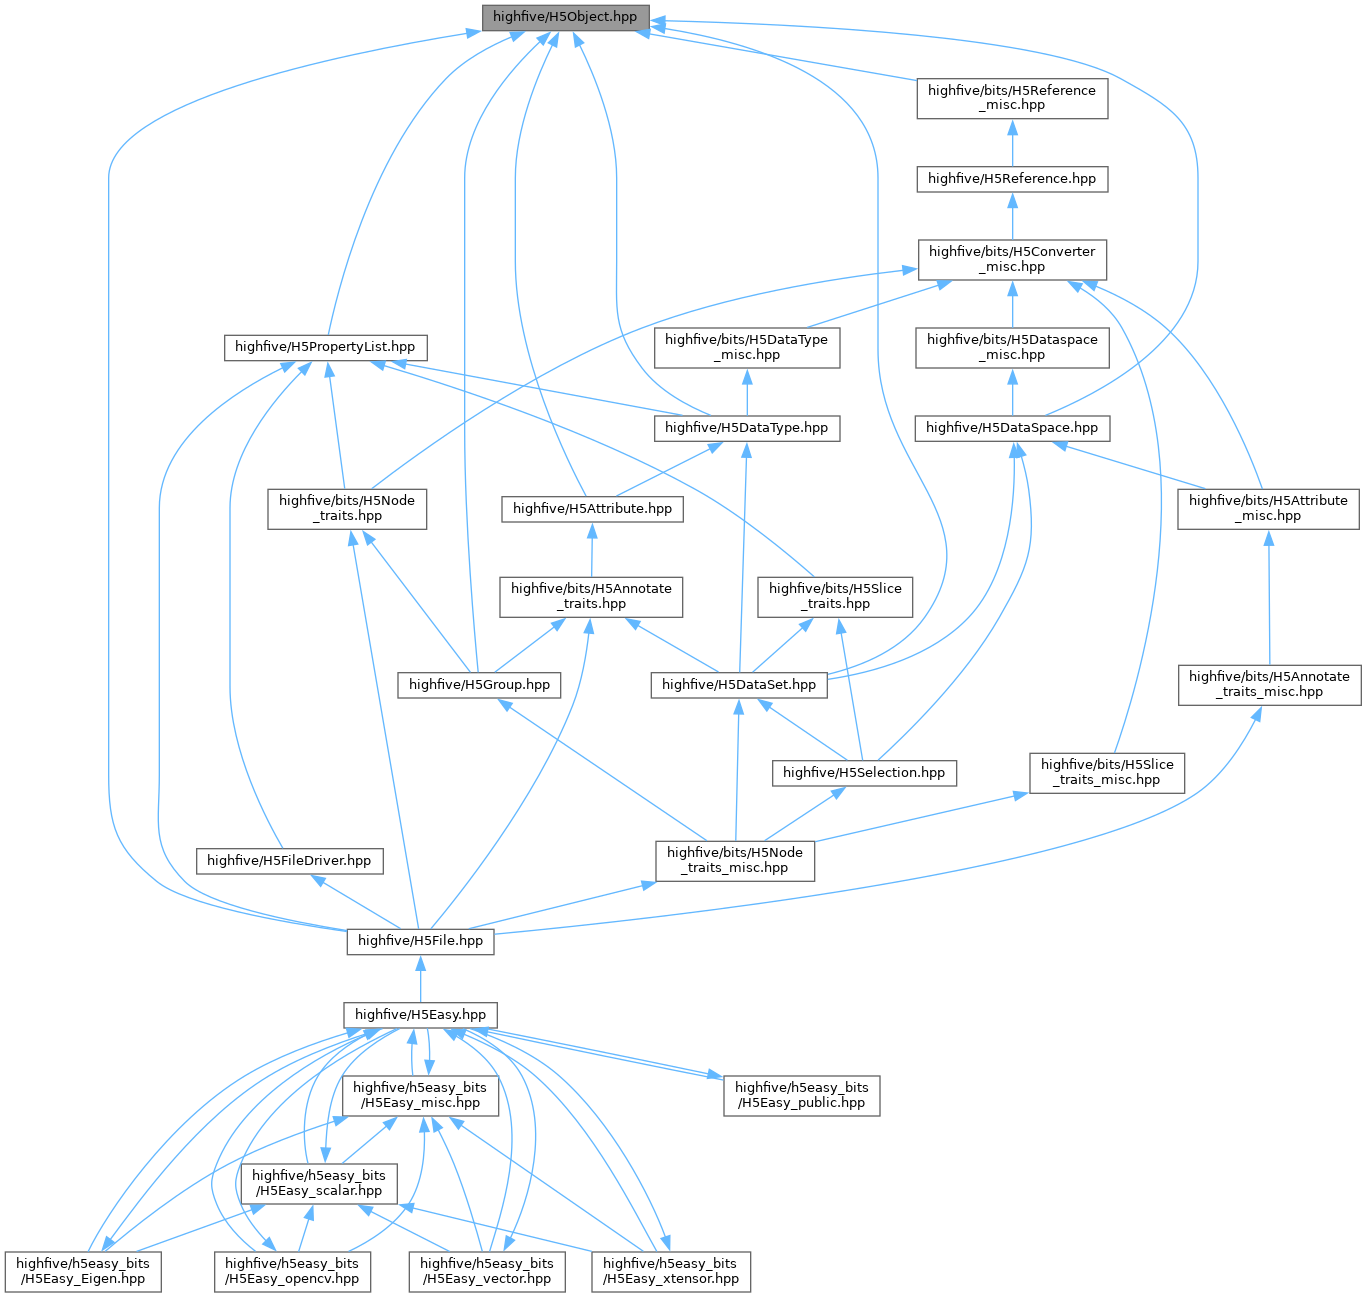 highfive/H5Object.hpp
highfive/bits/H5Reference
_misc.hpp
highfive/H5Reference.hpp
highfive/bits/H5Converter
_misc.hpp
highfive/H5PropertyList.hpp
highfive/bits/H5DataType
_misc.hpp
highfive/bits/H5Dataspace
_misc.hpp
highfive/H5DataType.hpp
highfive/H5DataSpace.hpp
highfive/bits/H5Node
_traits.hpp
highfive/H5Attribute.hpp
highfive/bits/H5Attribute
_misc.hpp
highfive/bits/H5Annotate
_traits.hpp
highfive/bits/H5Slice
_traits.hpp
highfive/H5Group.hpp
highfive/H5DataSet.hpp
highfive/bits/H5Annotate
_traits_misc.hpp
highfive/H5Selection.hpp
highfive/bits/H5Slice
_traits_misc.hpp
highfive/H5FileDriver.hpp
highfive/bits/H5Node
_traits_misc.hpp
highfive/H5File.hpp
highfive/H5Easy.hpp
highfive/h5easy_bits
/H5Easy_misc.hpp
highfive/h5easy_bits
/H5Easy_public.hpp
highfive/h5easy_bits
/H5Easy_scalar.hpp
highfive/h5easy_bits
/H5Easy_Eigen.hpp
highfive/h5easy_bits
/H5Easy_opencv.hpp
highfive/h5easy_bits
/H5Easy_vector.hpp
highfive/h5easy_bits
/H5Easy_xtensor.hpp